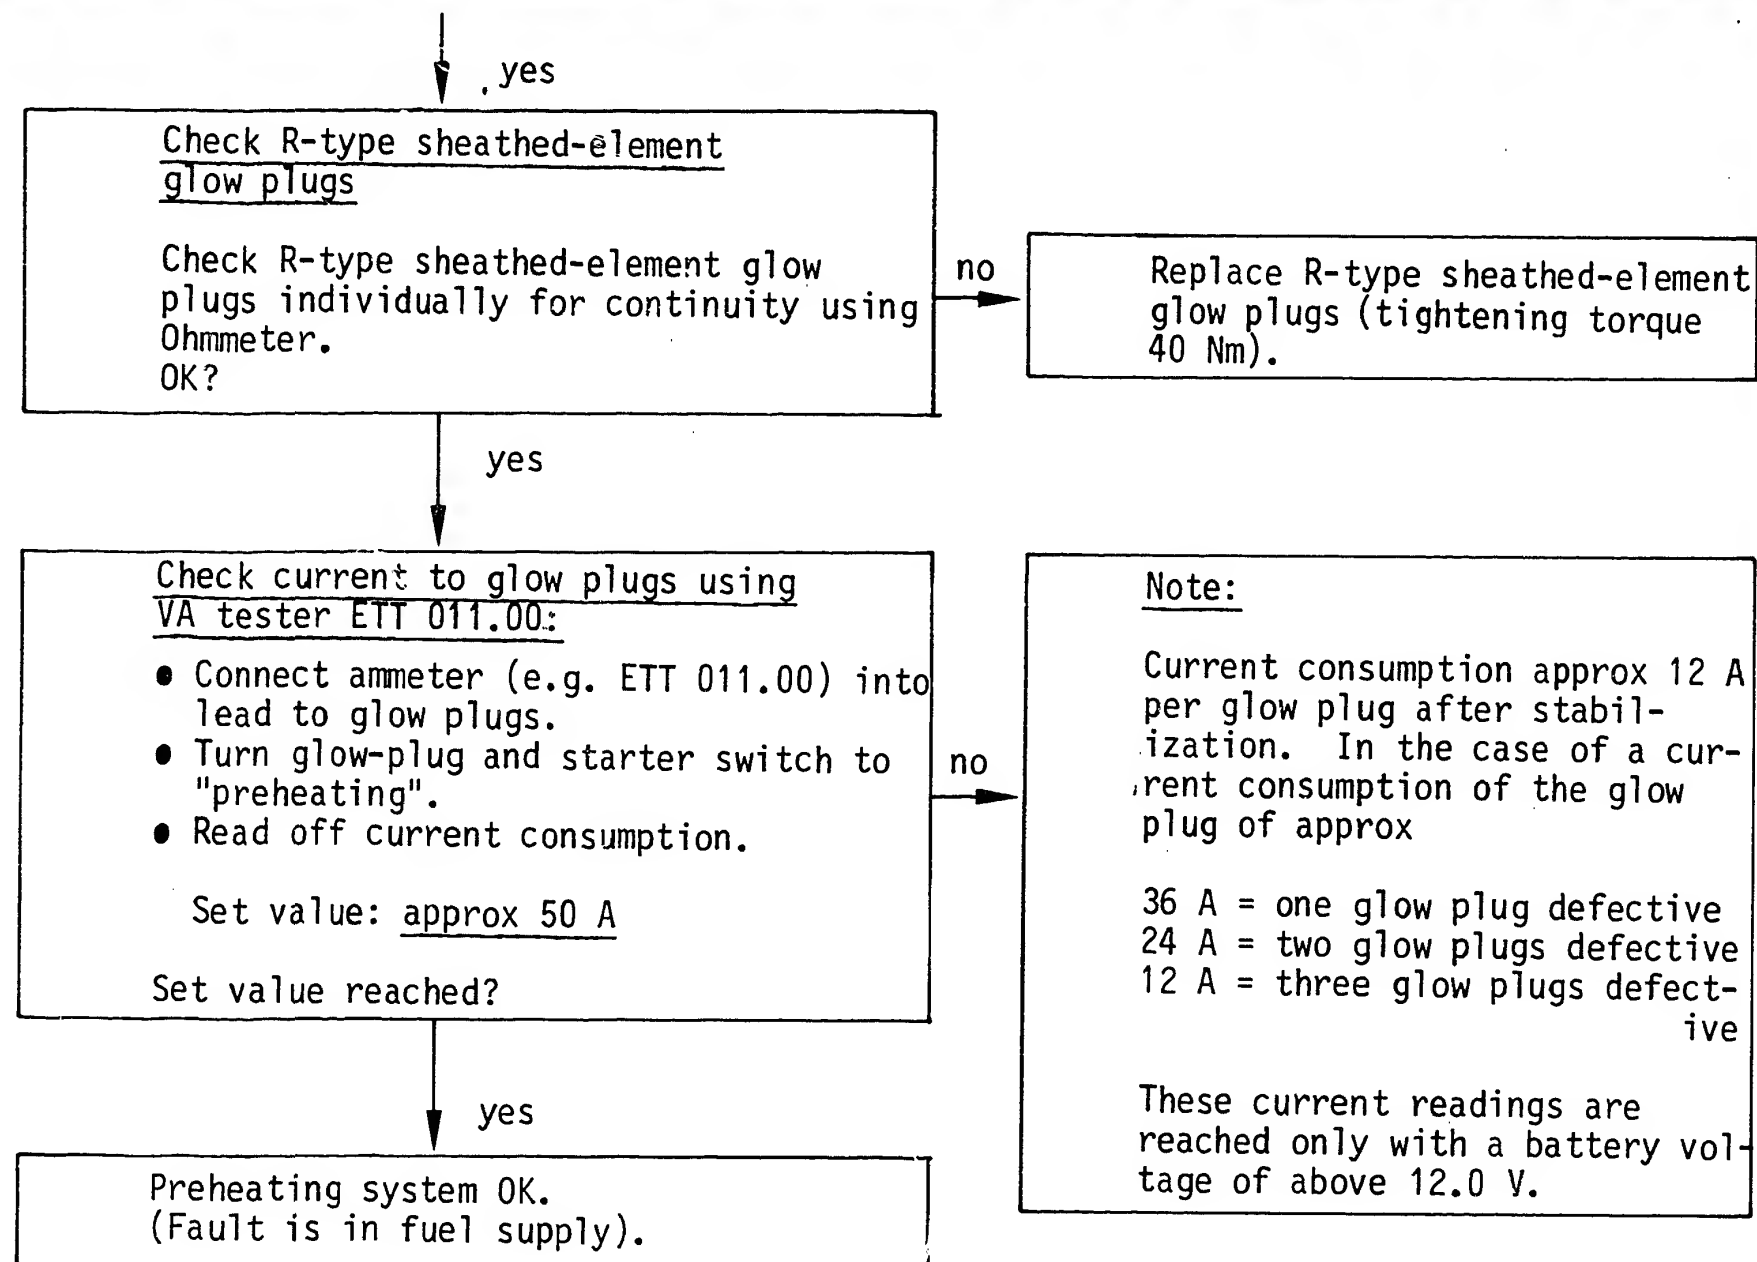 yes
Check R-type sheathed-element
glow plugs
Check R-type sheathed-element glow
plugs individually for continuity using
Ohmmeter.
OK?
no
Replace R-type sheathed-element
glow plugs (tightening torque
40 Nm).
yes
Check current to glow plugs using
VA tester ETT 011.00:
• Connect ammeter (e.g. ETT 011.00) into
lead to glow plugs.
• Turn glow-plug and starter switch to
"preheating".
• Read off current consumption.
Set value: approx 50 A
Set value reached?
no
Note:
Current consumption approx 12 A
per glow plug after stabil-
ization. In the case of a cur-
rent consumption of the glow
plug of approx
36 A = one glow plug defective
24 A = two glow plugs defective
12 A = three glow plugs defect-
ive
These current readings are
reached only with a battery vol-
tage of above 12.0 V.
yes
Preheating system OK.
(Fault is in fuel supply).